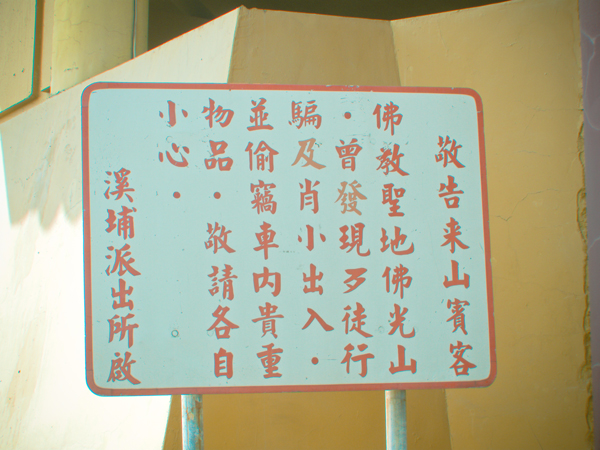 敬告来山賓客
佛教聖地佛光山
·曾發現歹徒行
騙及肖小出入·
並偷竊車内貴重
物品·敬請各自
小心·
溪埔派出所啟